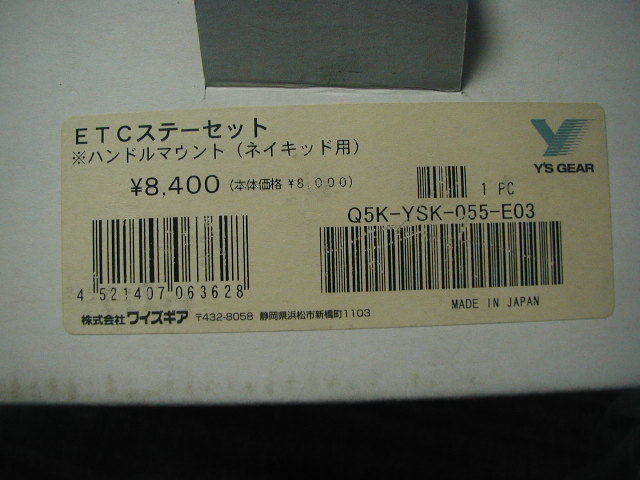 ETCステーセット
※ハンドルマウント(ネイキッド用)
¥8,400(本体価格 ¥8,000)
Y'S GEAR
1 PC
Q5K-YSK-055-E03
4 521407 063628
MADE IN JAPAN
株式会社 ワイズギア 〒432-8058 静岡県浜松市新橋町1103